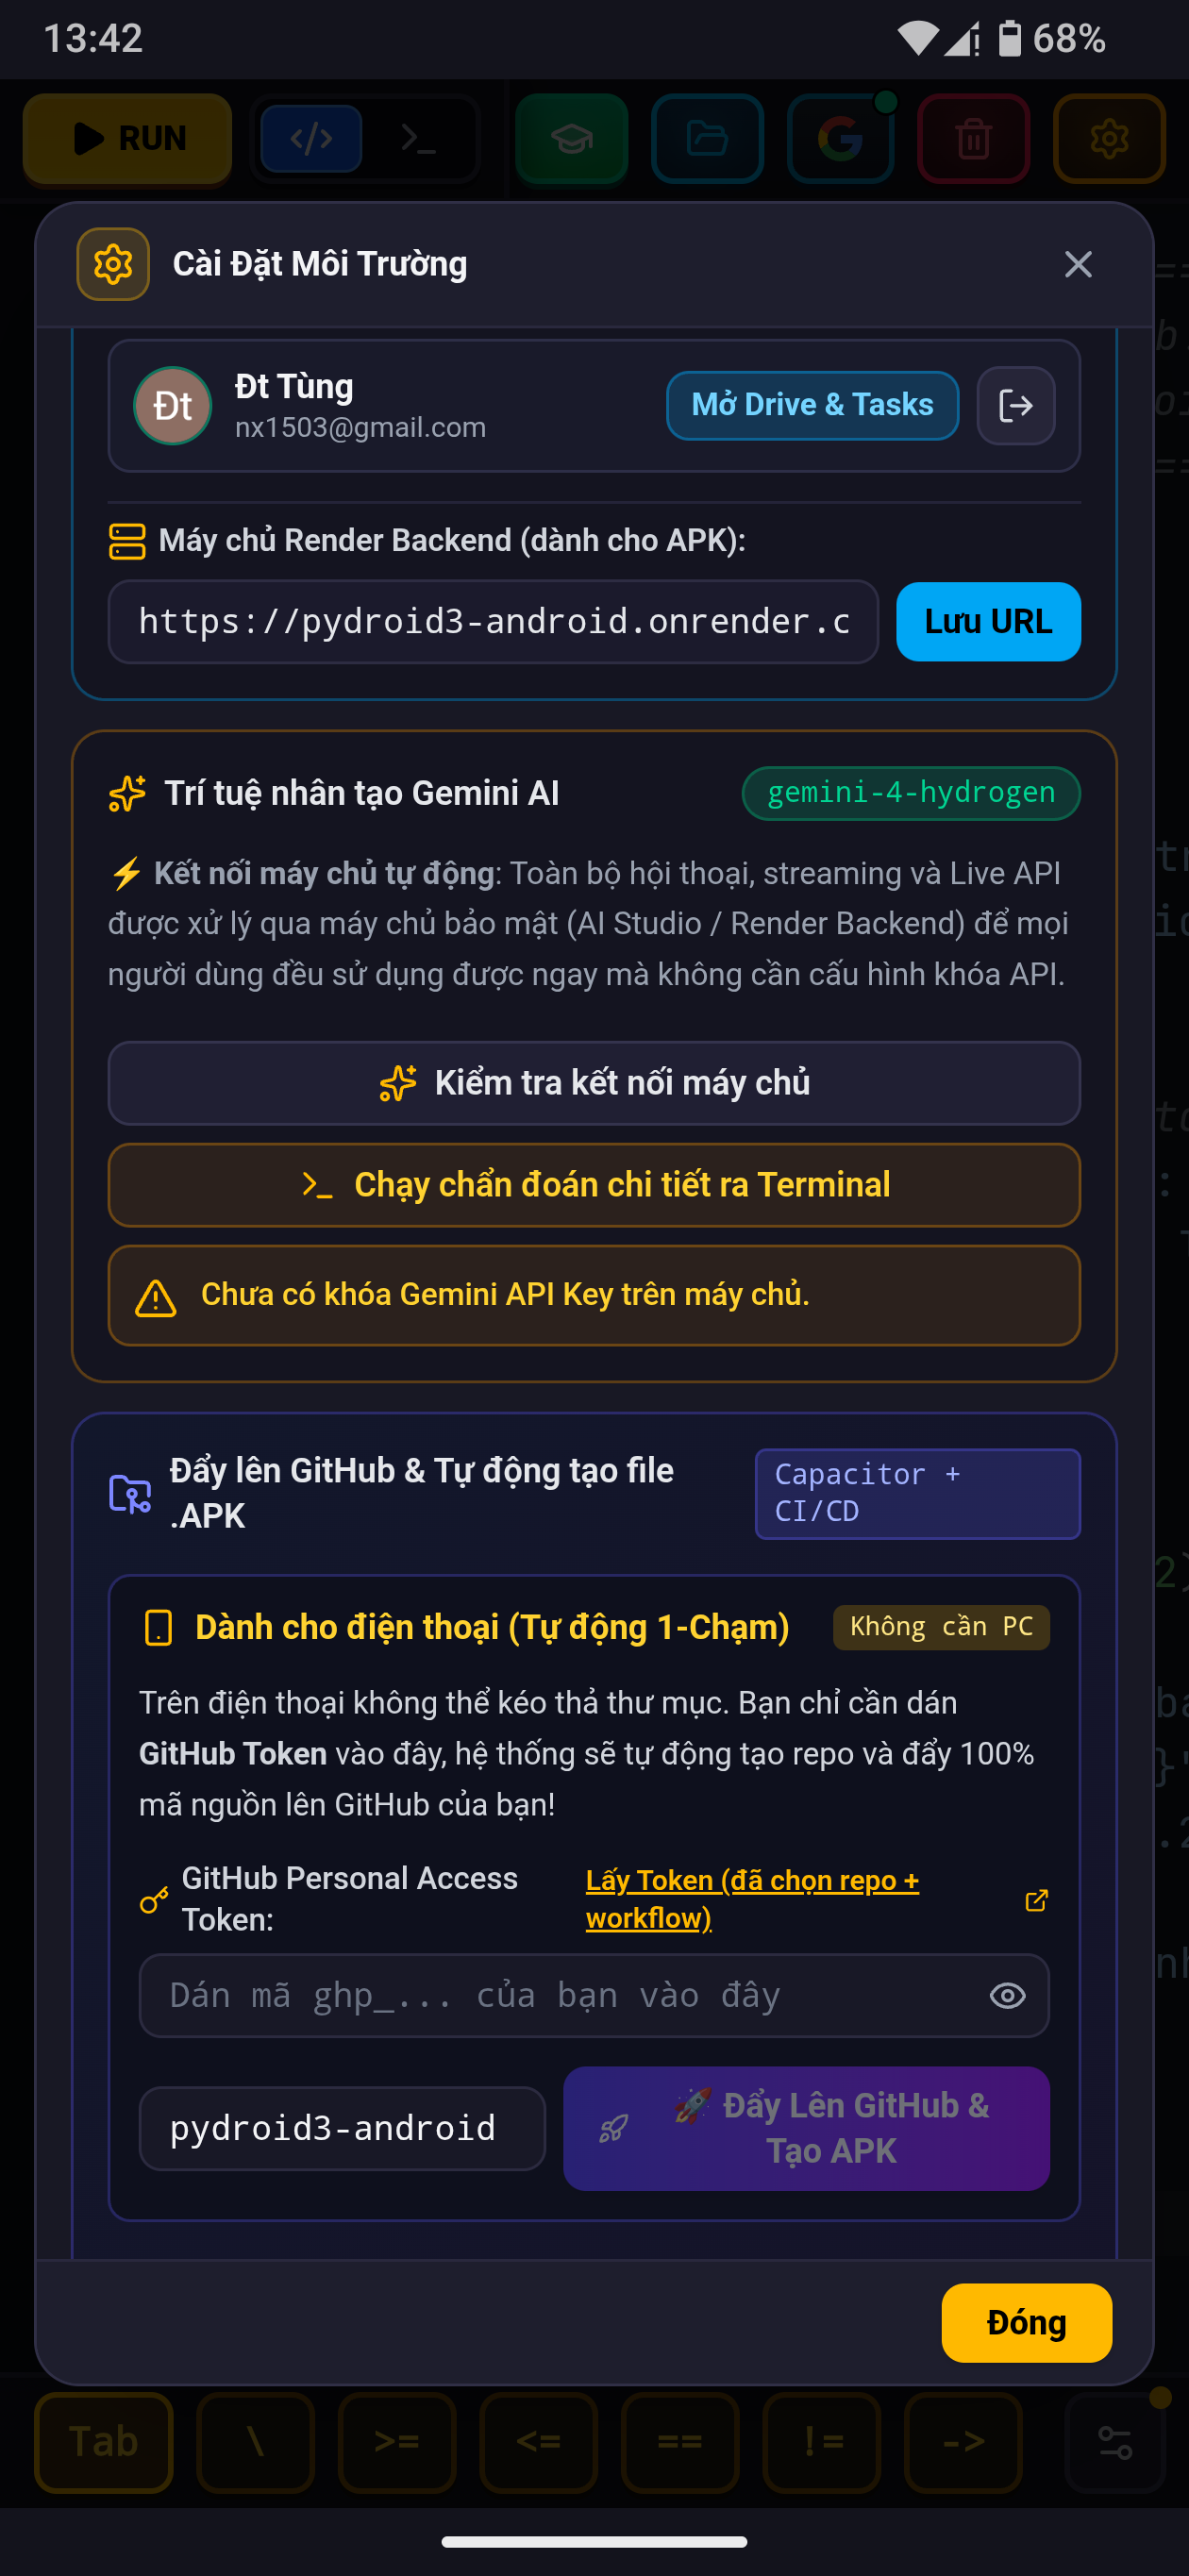 13:42
68%
RUN
Cài Đặt Môi Trường
Đt
Đt Tùng
nx1503@gmail.com
Mở Drive & Tasks
Máy chủ Render Backend (dành cho APK):
https://pydroid3-android.onrender.c
Lưu URL
Trí tuệ nhân tạo Gemini AI
gemini-4-hydrogen
⚡ Kết nối máy chủ tự động: Toàn bộ hội thoại, streaming và Live API
được xử lý qua máy chủ bảo mật (AI Studio / Render Backend) để mọi
người dùng đều sử dụng được ngay mà không cần cấu hình khóa API.
Kiểm tra kết nối máy chủ
Chạy chẩn đoán chi tiết ra Terminal
Chưa có khóa Gemini API Key trên máy chủ.
Đẩy lên GitHub & Tự động tạo file
.APK
Capacitor +
CI/CD
Dành cho điện thoại (Tự động 1-Chạm)
Không cần PC
Trên điện thoại không thể kéo thả thư mục. Bạn chỉ cần dán
GitHub Token vào đây, hệ thống sẽ tự động tạo repo và đẩy 100%
mã nguồn lên GitHub của bạn!
GitHub Personal Access
Token:
Lấy Token (đã chọn repo +
workflow)
Dán mã ghp_... của bạn vào đây
pydroid3-android
🚀 Đẩy Lên GitHub &
Tạo APK
Đóng
Tab
\
>=
<=
==
!=
->